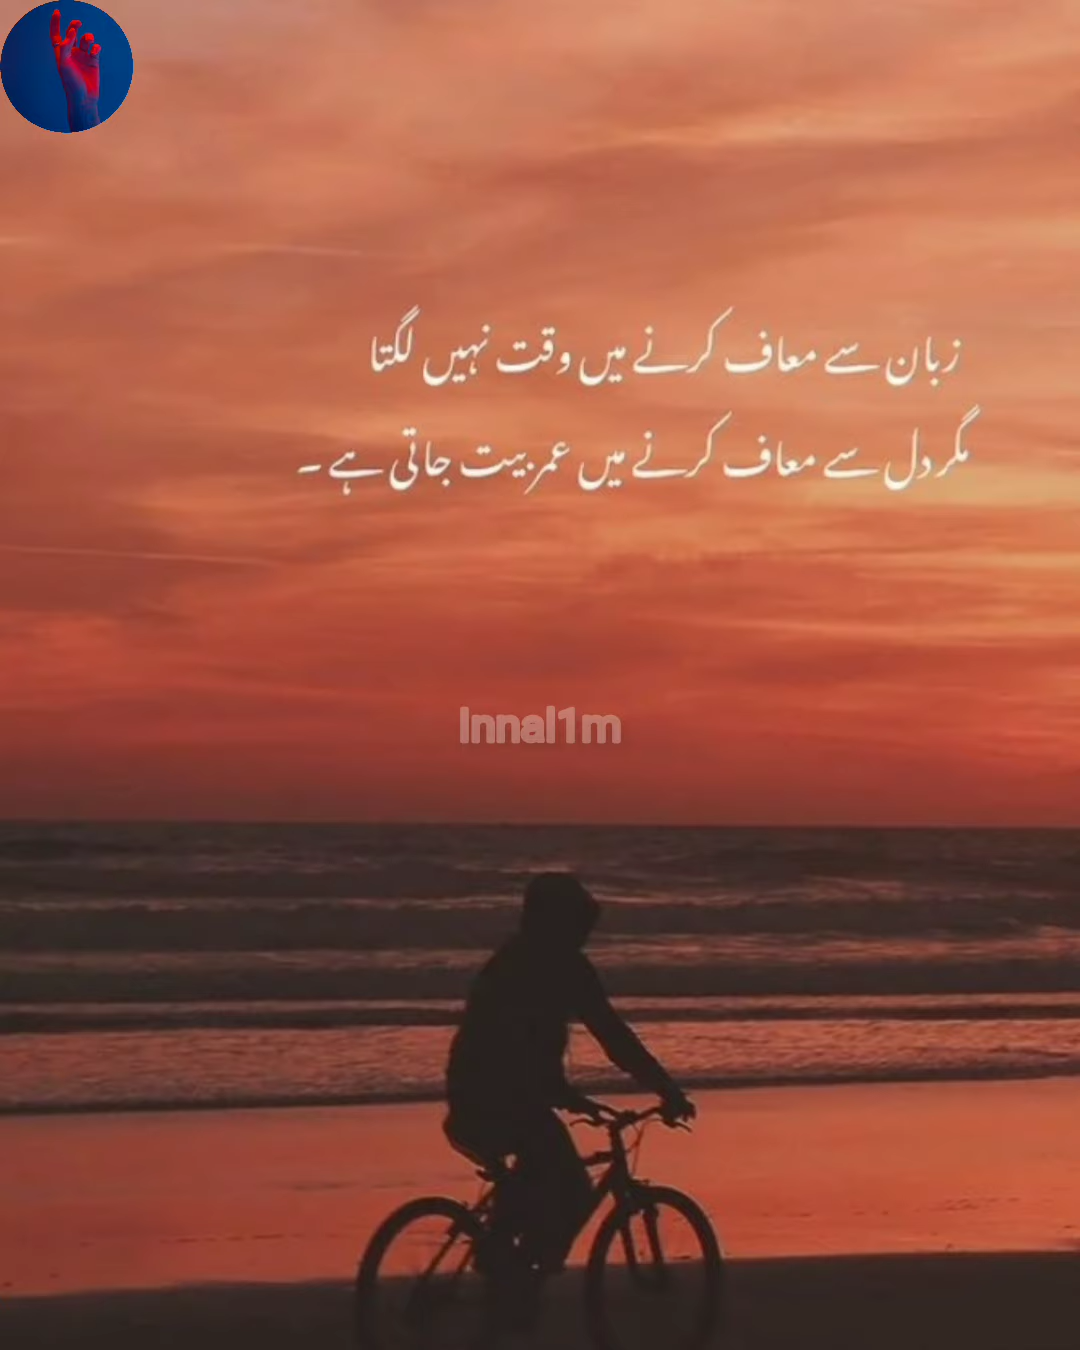 زبان سے معاف کرنے میں وقت نہیں لگتا
مگر دل سے معاف کرنے میں عمر بیت جاتی ہے ۔
Innal1m